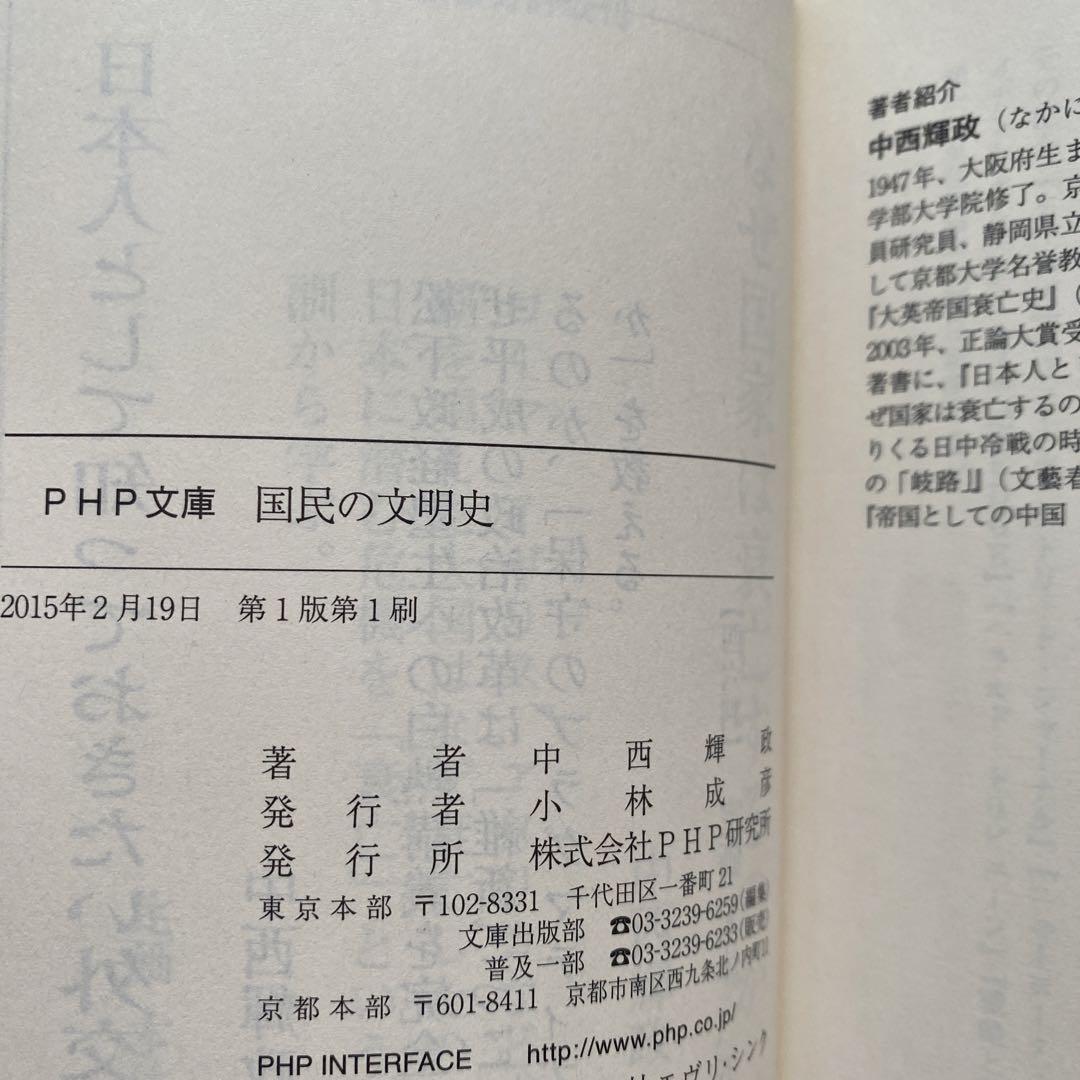 PHP文庫　国民の文明史
2015年2月19日　第1版第1刷
著者　中西輝政
発行者　小林成彦
発行所　株式会社PHP研究所
東京本部　〒102-8331　千代田区一番町21
文庫出版部　☎03-3239-6259(編集)
普及一部　☎03-3239-6233(販売)
京都本部　〒601-8411　京都市南区西九条北ノ内町11
PHP INTERFACE　http://www.php.co.jp/
エヴリ・シンク
著者紹介
中西輝政（なかに
1947年、大阪府生ま
学部大学院修了。京
員研究員、静岡県立
して京都大学名誉教
『大英帝国衰亡史』（
2003年、正論大賞受
著書に、『日本人と
ぜ国家は衰亡するの
りくる日中冷戦の時
の「岐路」』（文藝春
『帝国としての中国